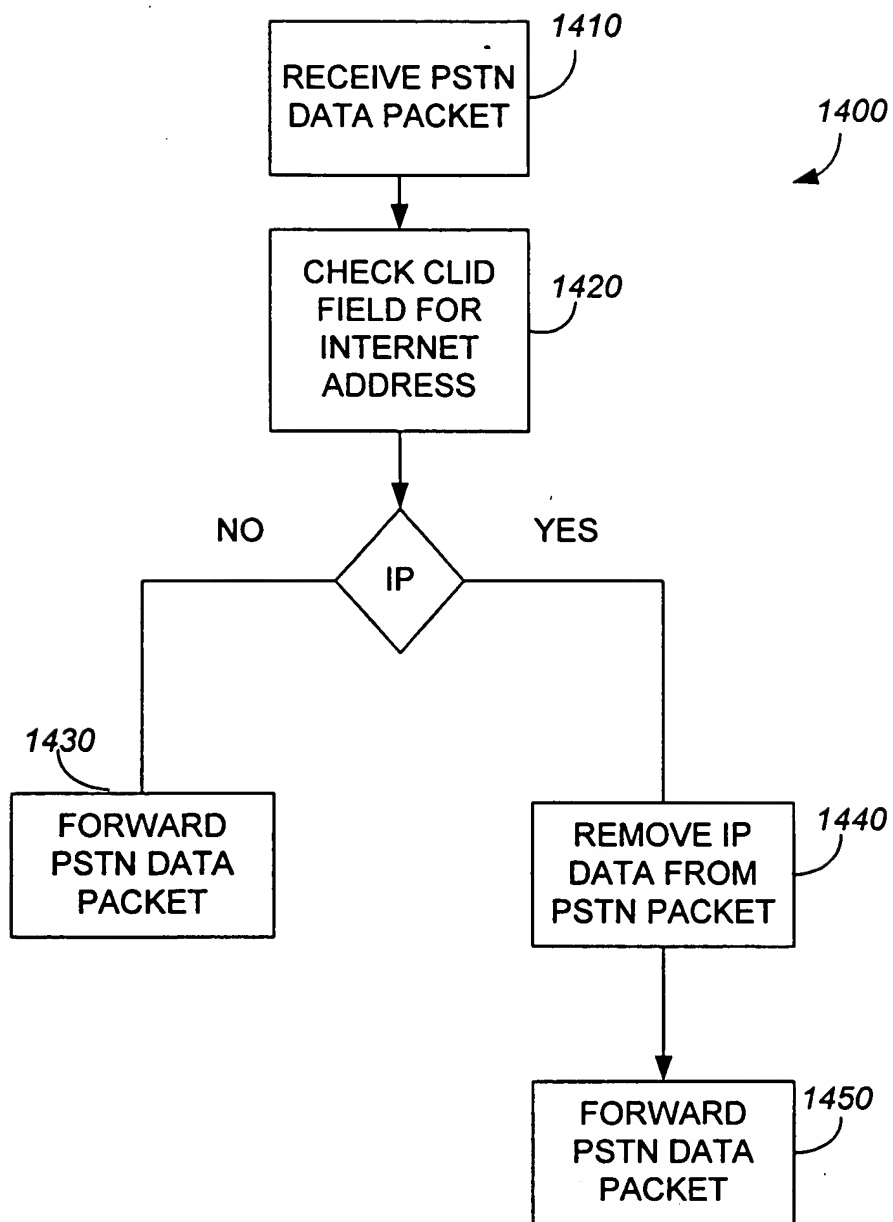 1410
RECEIVE PSTN
DATA PACKET
1400
CHECK CLID
FIELD FOR
INTERNET
ADDRESS
1420
NO
YES
IP
1430
FORWARD
PSTN DATA
PACKET
1440
REMOVE IP
DATA FROM
PSTN PACKET
1450
FORWARD
PSTN DATA
PACKET